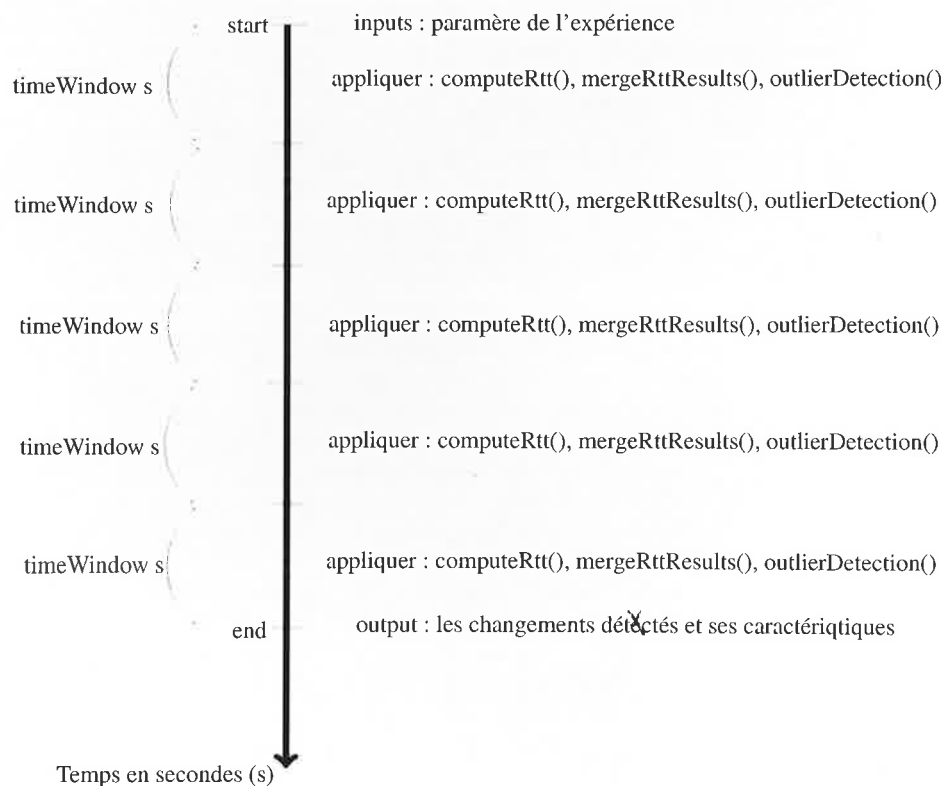 start inputs : paramère de l'expérience
timeWindow s appliquer : computeRtt(), mergeRttResults(), outlierDetection()
timeWindow s appliquer : computeRtt(), mergeRttResults(), outlierDetection()
timeWindow s appliquer : computeRtt(), mergeRttResults(), outlierDetection()
timeWindow s appliquer : computeRtt(), mergeRttResults(), outlierDetection()
timeWindow s appliquer : computeRtt(), mergeRttResults(), outlierDetection()
end output : les changements détectés et ses caractériqtiques
Temps en secondes (s)